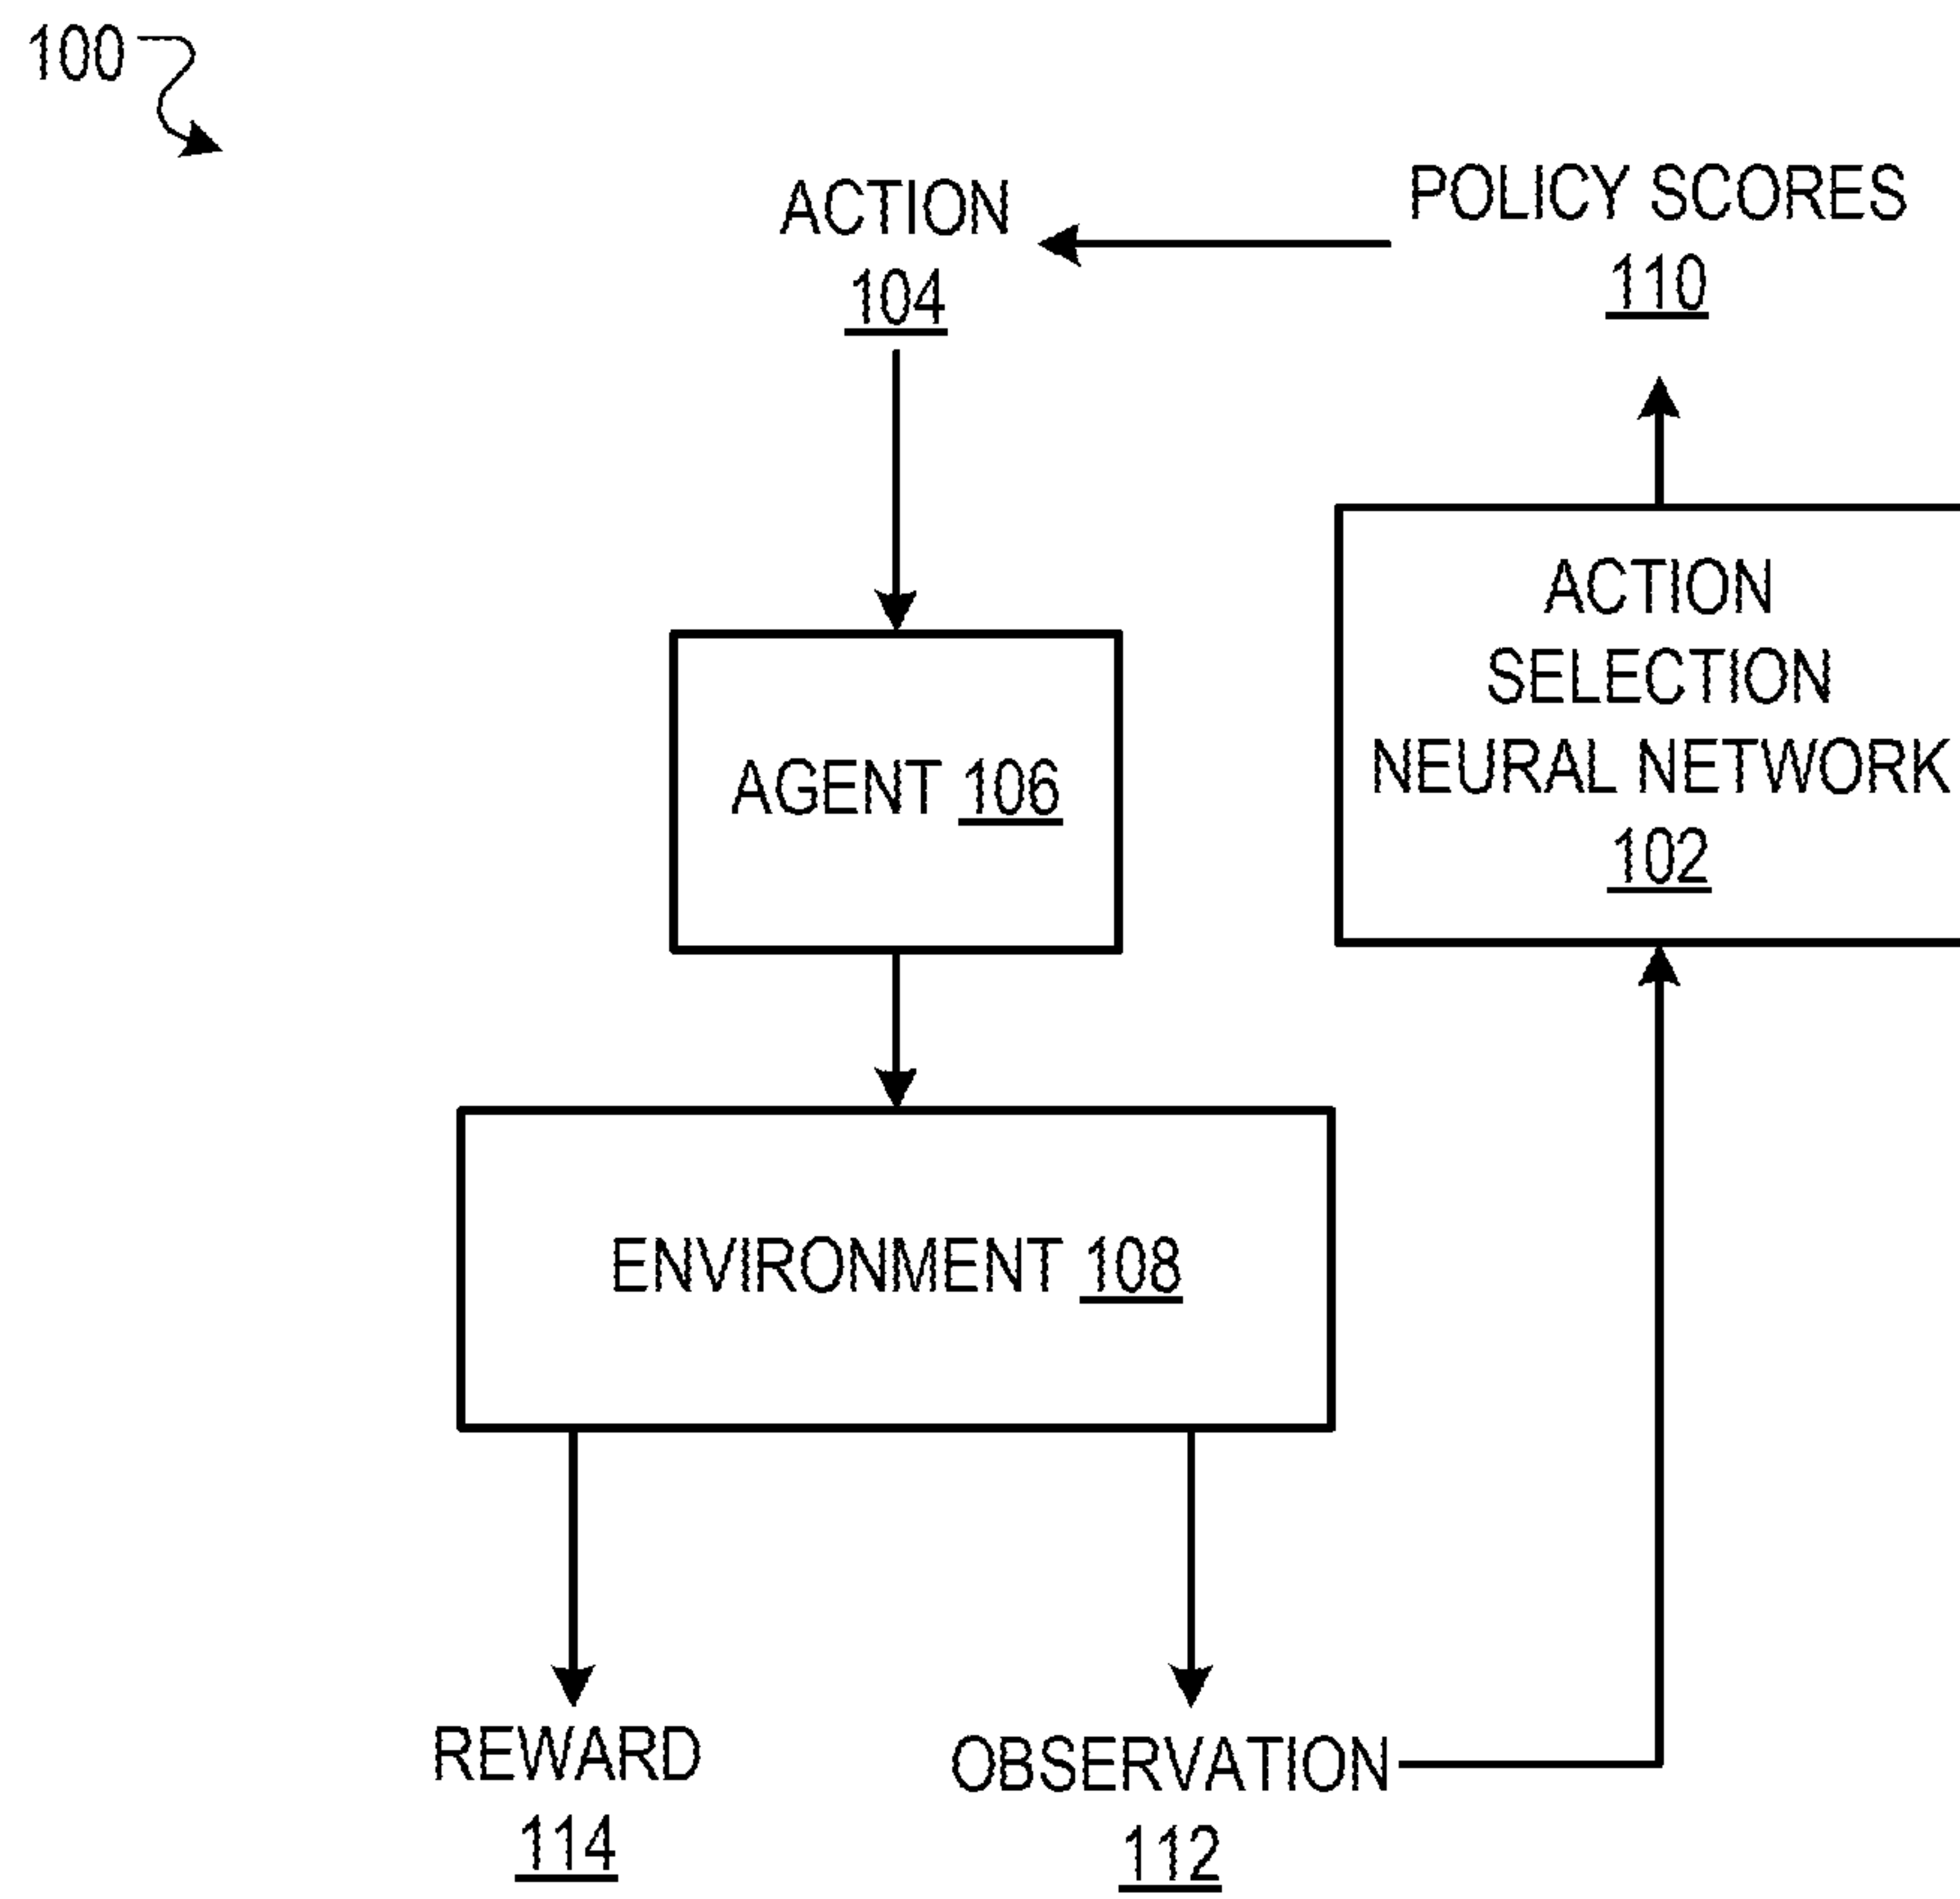 100
ACTION
104
POLICY SCORES
110
AGENT 106
ACTION
SELECTION
NEURAL NETWORK
102
ENVIRONMENT 108
REWARD
114
OBSERVATION
112